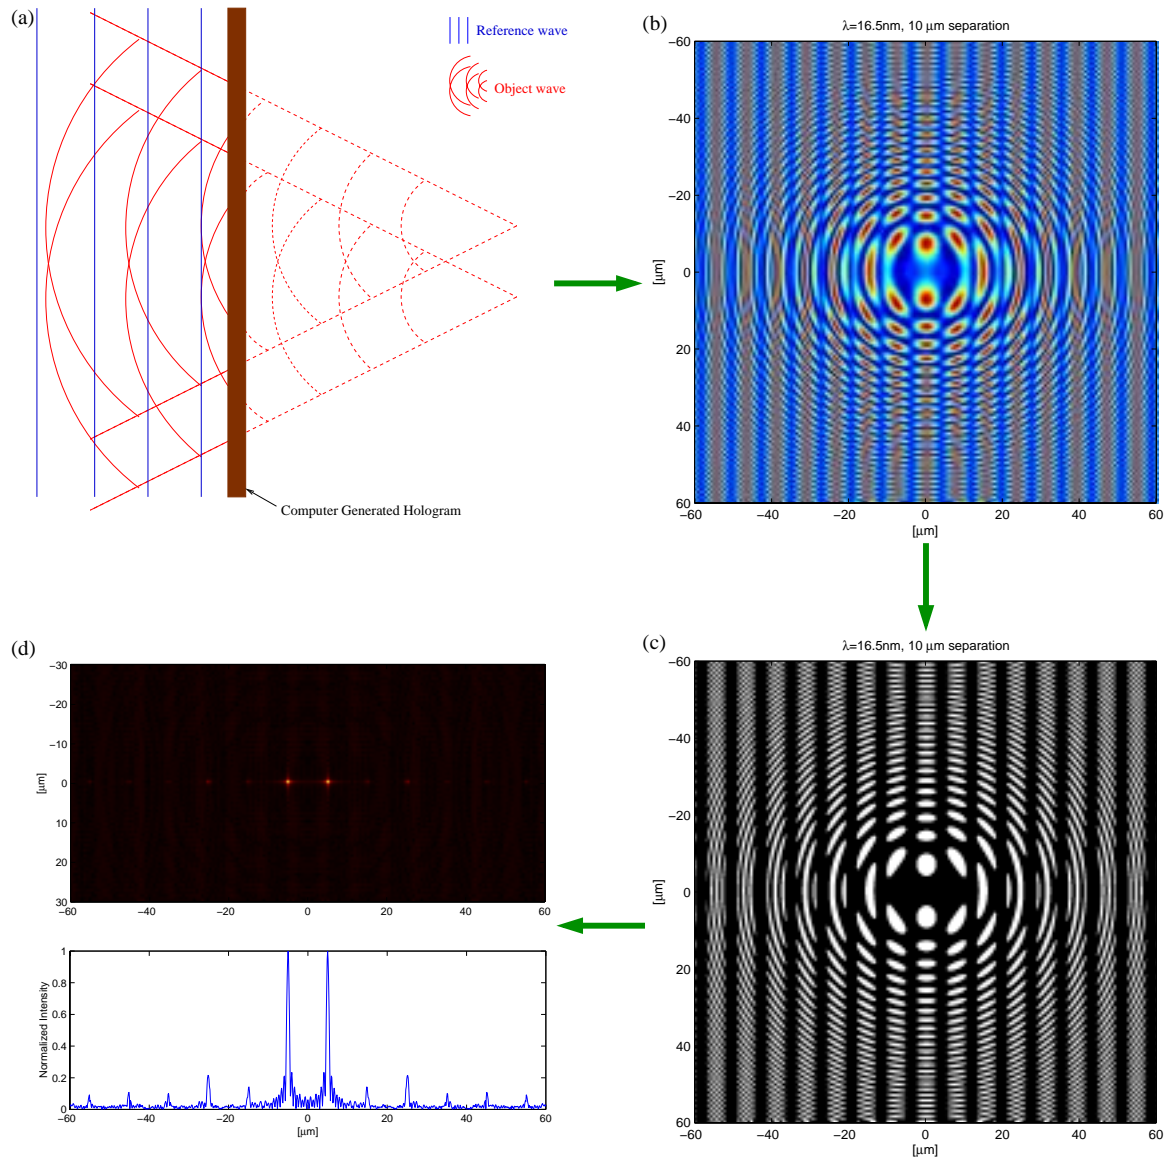 (a)
Reference wave
Object wave
Computer Generated Hologram
(b)
λ=16.5nm, 10 μm separation
−60
−40
−20
0
20
40
60
[μm]
−60 −40 −20 0 20 40 60
[μm]
(c)
λ=16.5nm, 10 μm separation
−60
−40
−20
0
20
40
60
[μm]
−60 −40 −20 0 20 40 60
[μm]
(d)
−30
−20
−10
0
10
20
30
[μm]
−60 −40 −20 0 20 40 60
1
0.8
0.6
0.4
0.2
0
Normalized Intensity
−60 −40 −20 0 20 40 60
[μm]